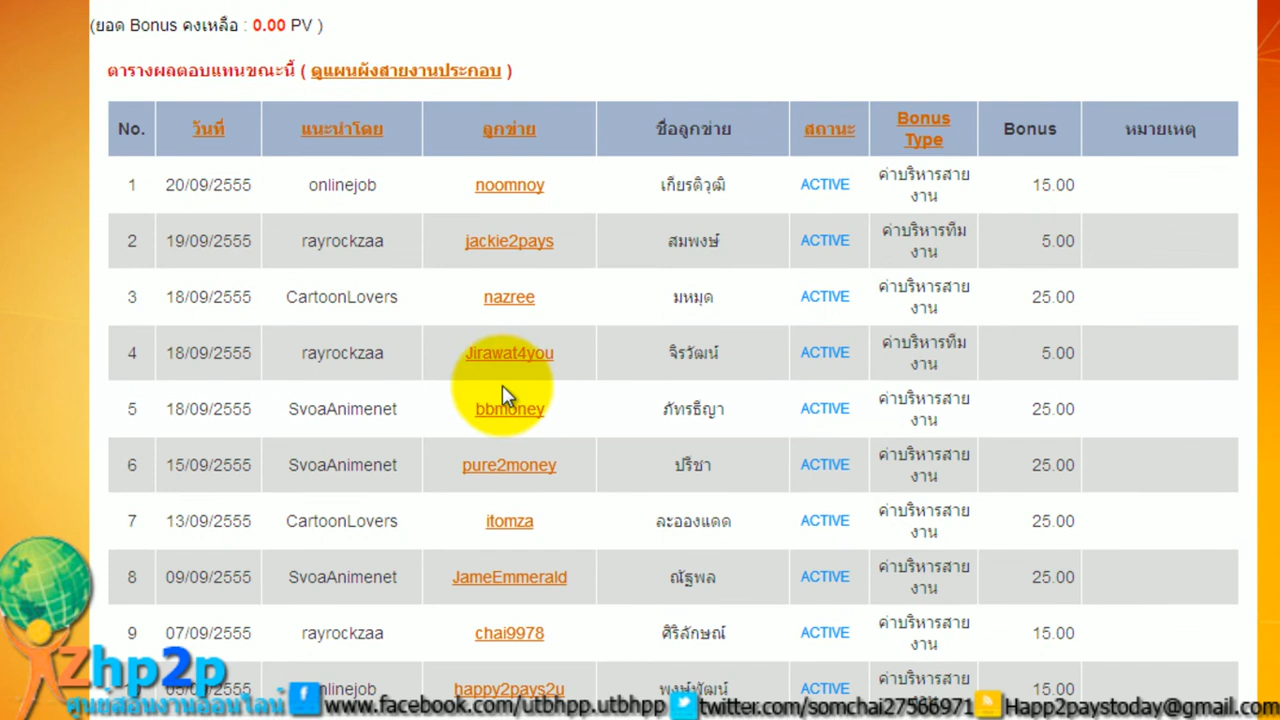 (ยอด Bonus คงเหลือ : 0.00 PV )
ตารางผลตอบแทนขณะนี้ ( ดูแผนผังสายงานประกอบ )
No. วันที่ แนะนำโดย ลูกข่าย ชื่อลูกข่าย สถานะ Bonus Type Bonus หมายเหตุ
1 20/09/2555 onlinejob noomnoy เกียรติวุฒิ ACTIVE ค่าบริหารสายงาน 15.00
2 19/09/2555 rayrockzaa jackie2pays สมพงษ์ ACTIVE ค่าบริหารทีมงาน 5.00
3 18/09/2555 CartoonLovers nazree มหมุด ACTIVE ค่าบริหารสายงาน 25.00
4 18/09/2555 rayrockzaa Jirawat4you จิรวัฒน์ ACTIVE ค่าบริหารทีมงาน 5.00
5 18/09/2555 SvoaAnimenet bbmoney ภัทรธีญา ACTIVE ค่าบริหารสายงาน 25.00
6 15/09/2555 SvoaAnimenet pure2money ปรีชา ACTIVE ค่าบริหารสายงาน 25.00
7 13/09/2555 CartoonLovers itomza ละอองแดด ACTIVE ค่าบริหารสายงาน 25.00
8 09/09/2555 SvoaAnimenet JameEmmerald ณัฐพล ACTIVE ค่าบริหารสายงาน 25.00
9 07/09/2555 rayrockzaa chai9978 ศิริลักษณ์ ACTIVE ค่าบริหารสายงาน 15.00
happy2pays2u พงษ์พัฒน์ ACTIVE ค่าบริหารสาย 15.00
Zhp2p
ศูนย์สอนงานออนไลน์ www.facebook.com/utbhpp.utbhpp twitter.com/somchai27566971 Happ2paystoday@gmail.com